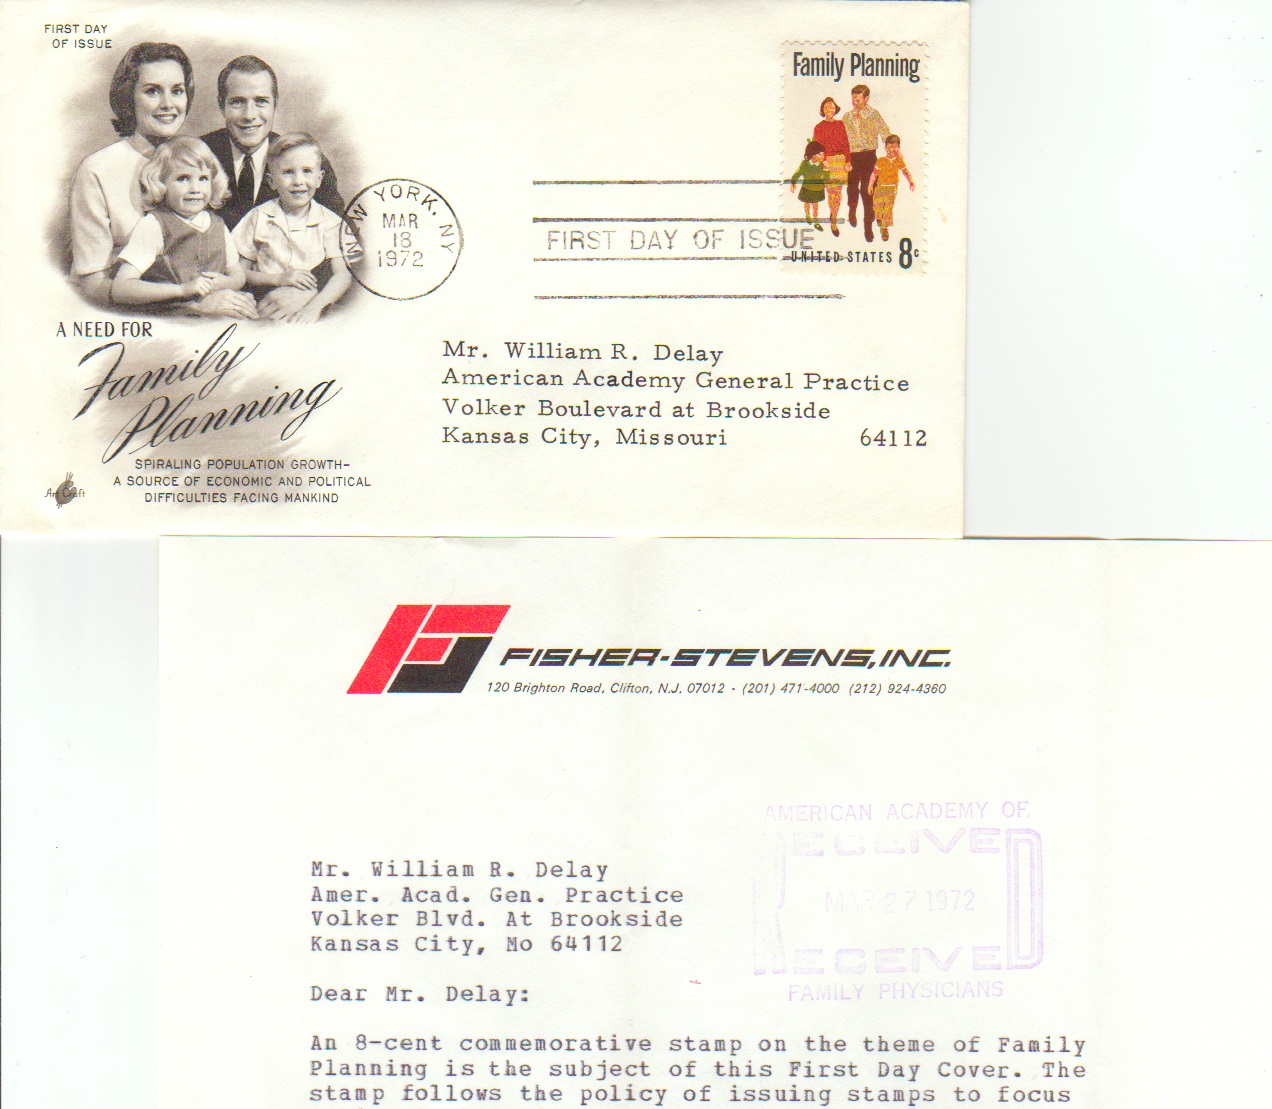 FIRST DAY
OF ISSUE
Family Planning
NEW YORK, NY
MAR
18
1972
FIRST DAY OF ISSUE
UNITED STATES 8c
A NEED FOR
Family
Planning
SPIRALING POPULATION GROWTH-
A SOURCE OF ECONOMIC AND POLITICAL
DIFFICULTIES FACING MANKIND
Art Craft
Mr. William R. Delay
American Academy General Practice
Volker Boulevard at Brookside
Kansas City, Missouri 64112
FISHER-STEVENS, INC.
120 Brighton Road, Clifton, N.J. 07012 · (201) 471-4000 (212) 924-4360
AMERICAN ACADEMY OF
RECEIVED
MAR 27 1972
RECEIVED
FAMILY PHYSICIANS
Mr. William R. Delay
Amer. Acad. Gen. Practice
Volker Blvd. At Brookside
Kansas City, Mo 64112
Dear Mr. Delay:
An 8-cent commemorative stamp on the theme of Family
Planning is the subject of this First Day Cover. The
stamp follows the policy of issuing stamps to focus